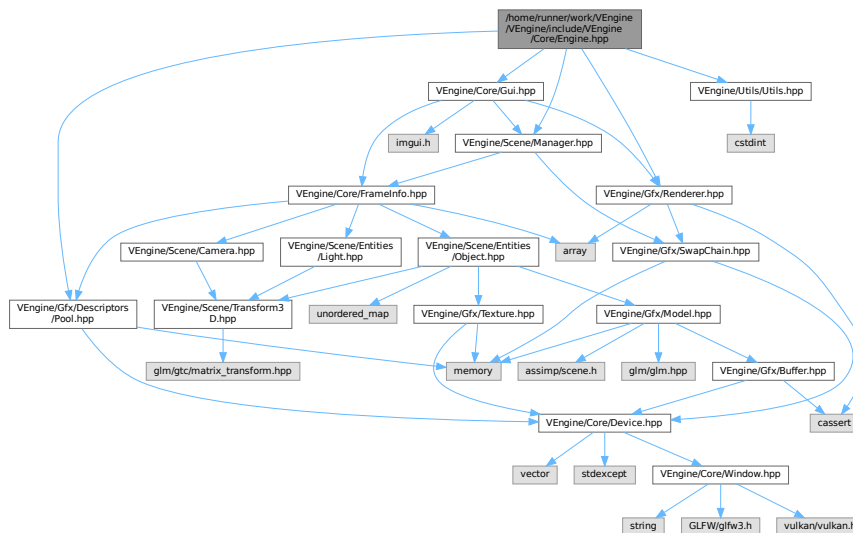 /home/runner/work/VEngine
/VEngine/include/VEngine
/Core/Engine.hpp
VEngine/Core/Gui.hpp
VEngine/Utils/Utils.hpp
imgui.h
VEngine/Scene/Manager.hpp
cstdint
VEngine/Core/FrameInfo.hpp
VEngine/Gfx/Renderer.hpp
VEngine/Scene/Camera.hpp
VEngine/Scene/Entities
/Light.hpp
VEngine/Scene/Entities
/Object.hpp
array
VEngine/Gfx/SwapChain.hpp
VEngine/Gfx/Descriptors
/Pool.hpp
VEngine/Scene/Transform3
D.hpp
unordered_map
VEngine/Gfx/Texture.hpp
VEngine/Gfx/Model.hpp
glm/gtc/matrix_transform.hpp
memory
assimp/scene.h
glm/glm.hpp
VEngine/Gfx/Buffer.hpp
VEngine/Core/Device.hpp
cassert
vector
stdexcept
VEngine/Core/Window.hpp
string
GLFW/glfw3.h
vulkan/vulkan.h